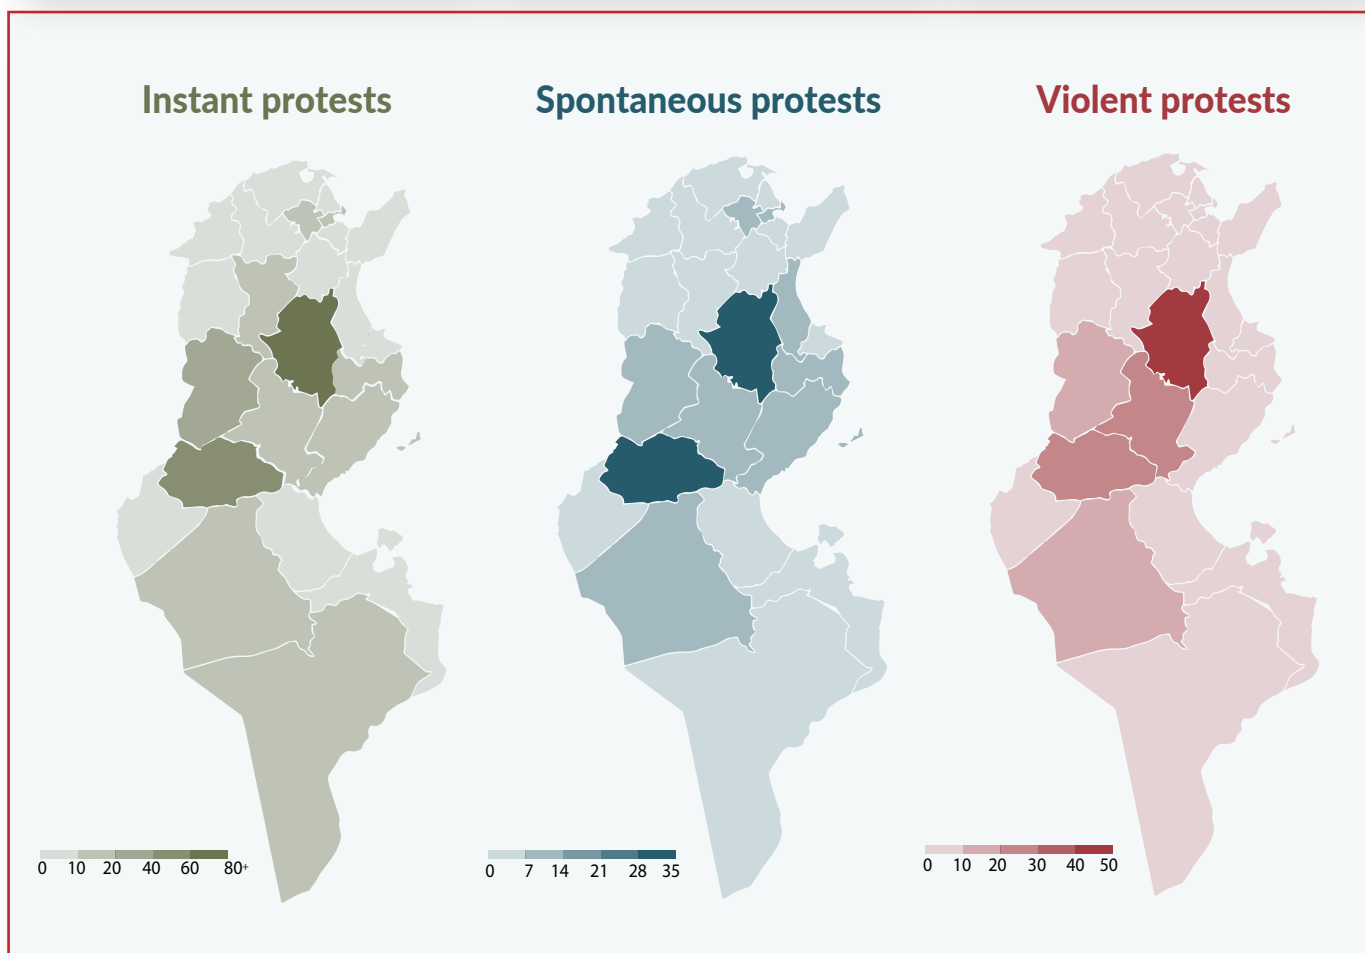 Instant protests
Spontaneous protests
Violent protests
0 10 20 40 60 80+
0 7 14 21 28 35
0 10 20 30 40 50